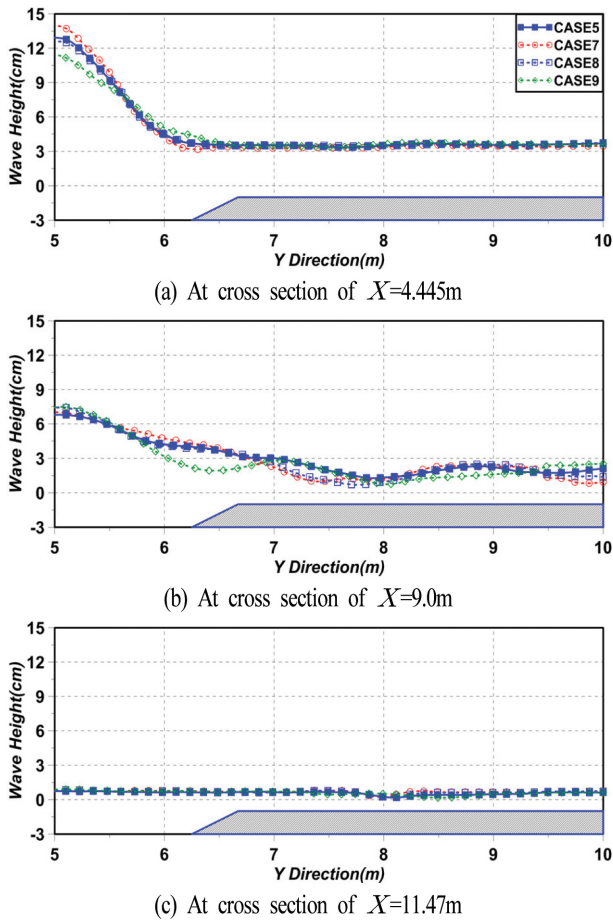 15
12
9
6
3
0
-3
Wave Height(cm)
CASE5
CASE7
CASE8
CASE9
5 6 7 8 9 10
Y Direction(m)
(a) At cross section of X=4.445m
15
12
9
6
3
0
-3
Wave Height(cm)
5 6 7 8 9 10
Y Direction(m)
(b) At cross section of X=9.0m
15
12
9
6
3
0
-3
Wave Height(cm)
5 6 7 8 9 10
Y Direction(m)
(c) At cross section of X=11.47m